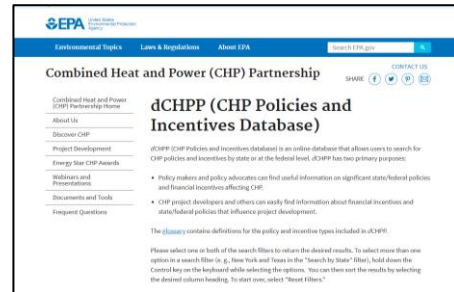 EPA United States
Environmental Protection
Agency
Environmental Topics Laws & Regulations About EPA Search EPA.gov
CONTACT US
Combined Heat and Power (CHP) Partnership
SHARE
Combined Heat and Power
(CHP) Partnership Home
About Us
Discover CHP
Project Development
Energy Star CHP Awards
Webinars and
Presentations
Documents and Tools
Frequent Questions
dCHPP (CHP Policies and
Incentives Database)
dCHPP (CHP Policies and Incentives database) is an online database that allows users to search for
CHP policies and incentives by state or at the federal level. dCHPP has two primary purposes:
• Policy makers and policy advocates can find useful information on significant state/federal policies
and financial incentives affecting CHP.
• CHP project developers and others can easily find information about financial incentives and
state/federal policies that influence project development.
The glossary contains definitions for the policy and incentive types included in dCHPP.
Please select one or both of the search filters to return the desired results. To select more than one
option in a search filter (e. g., New York and Texas in the "Search by State" filter), hold down the
Control key on the keyboard while selecting the options. You can then sort the results by selecting
the desired column heading. To start over, select "Reset Filters."